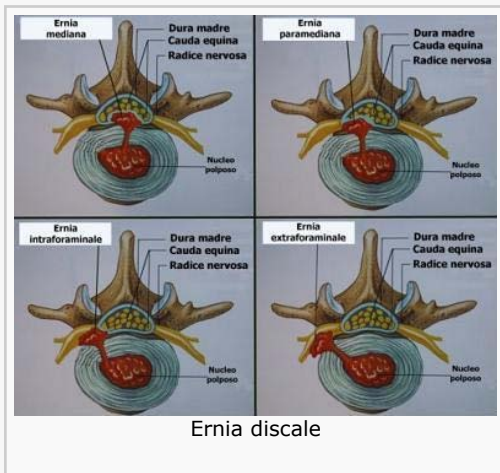 Ernia
mediana
Dura madre
Cauda equina
Radice nervosa
Nucleo
polposo
Ernia
paramediana
Dura madre
Cauda equina
Radice nervosa
Nucleo
polposo
Ernia
intraforaminale
Dura madre
Cauda equina
Radice nervosa
Nucleo
polposo
Ernia
extraforaminale
Dura madre
Cauda equina
Radice nervosa
Nucleo
polposo
Ernia discale